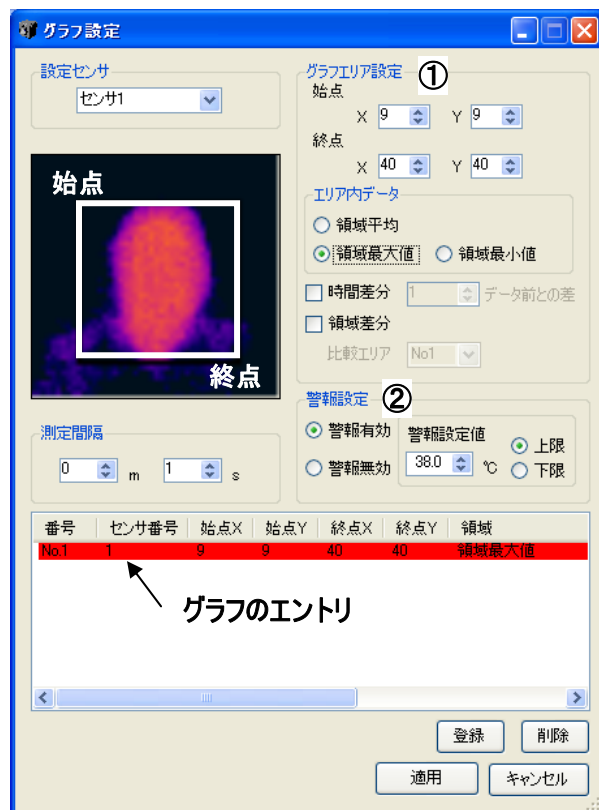 グラフ設定
設定センサ
センサ1
始点
終点
測定間隔
0 m 1 s
グラフエリア設定 ①
始点
X 9 Y 9
終点
X 40 Y 40
エリア内データ
領域平均
領域最大値 領域最小値
時間差分 1 データ前との差
領域差分
比較エリア No1
警報設定 ②
警報有効
警報無効
警報設定値
38.0 ℃
上限
下限
番号 センサ番号 始点X 始点Y 終点X 終点Y 領域
No.1 1 9 9 40 40 領域最大値
グラフのエントリ
登録 削除
適用 キャンセル